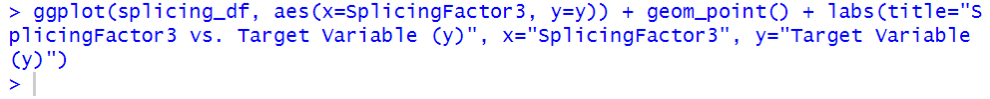 > ggplot(splicing_df, aes(x=SplicingFactor3, y=y)) + geom_point() + labs(title="S
plicingFactor3 vs. Target Variable (y)", x="SplicingFactor3", y="Target Variable
(y)")
>